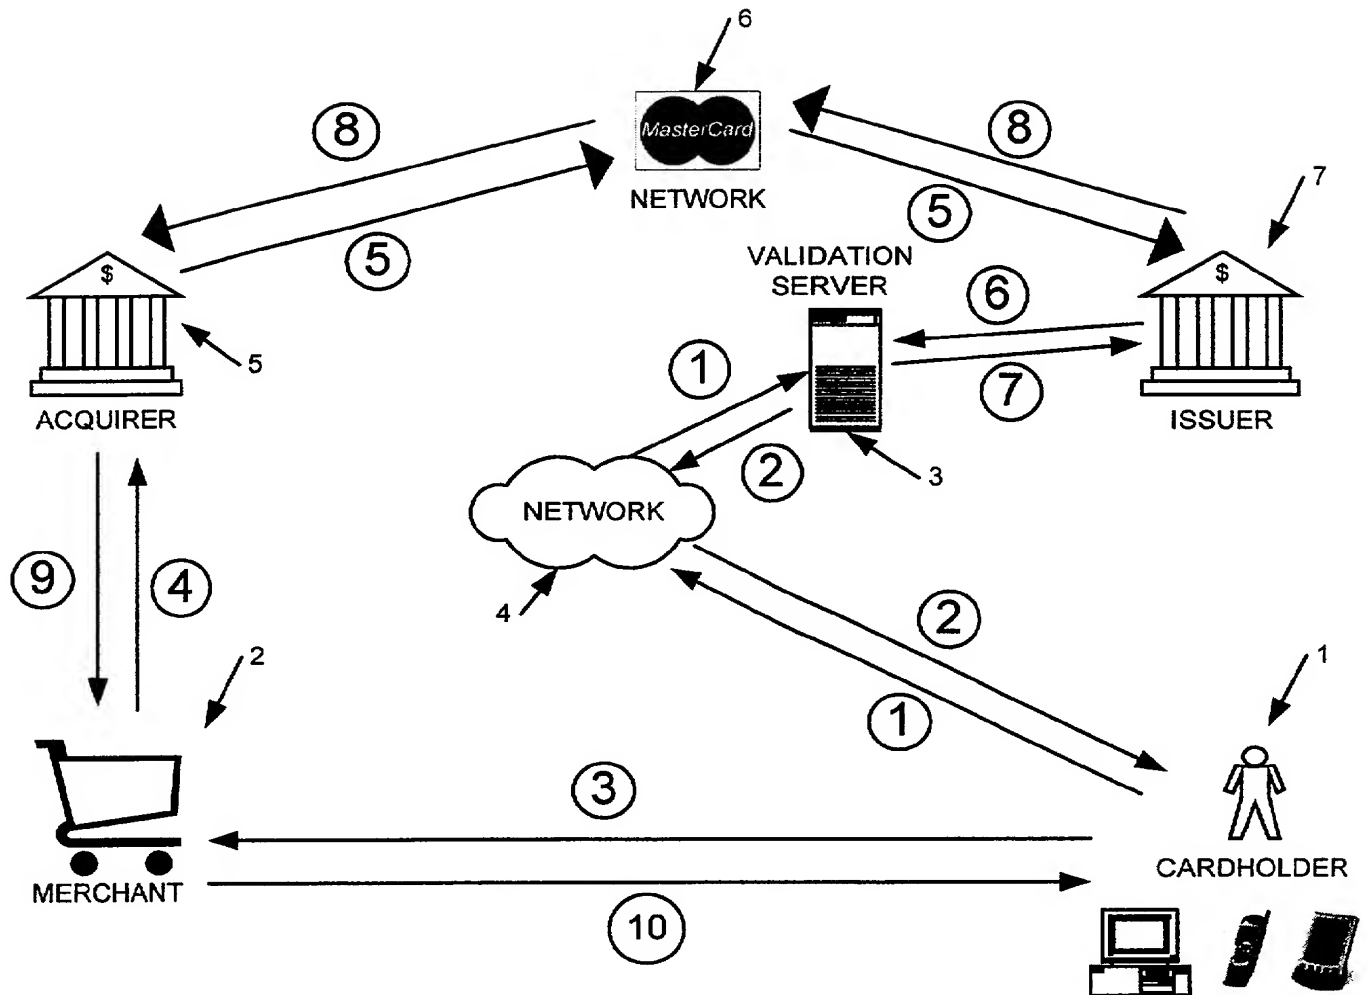 6
MasterCard
NETWORK
8
8
5
5
7
VALIDATION
SERVER
$
$
6
1
7
5
ACQUIRER
ISSUER
2
3
NETWORK
9
4
4
2
2
1
1
3
MERCHANT
CARDHOLDER
10